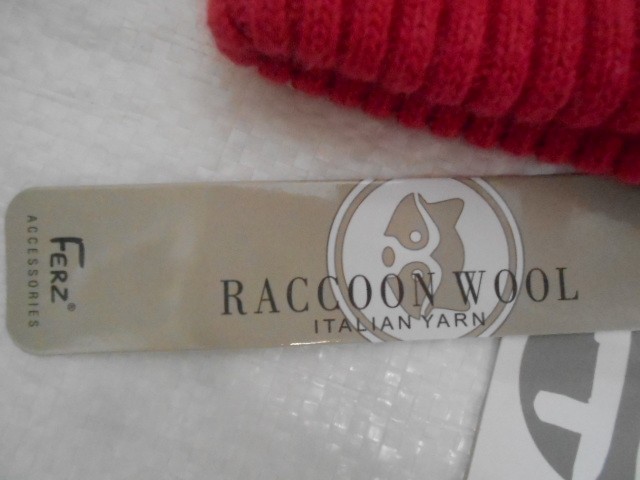 FERZ®
ACCESSORIES
RACCOON WOOL
ITALIAN YARN